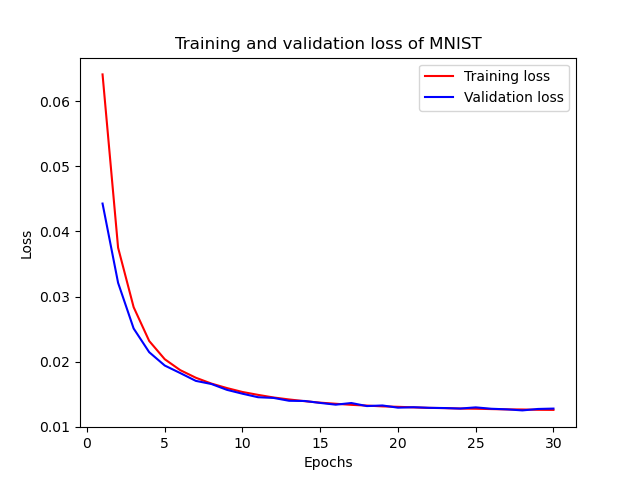 Training and validation loss of MNIST
Training loss
Validation loss
0.06
0.05
0.04
0.03
0.02
0.01
Loss
0 5 10 15 20 25 30
Epochs